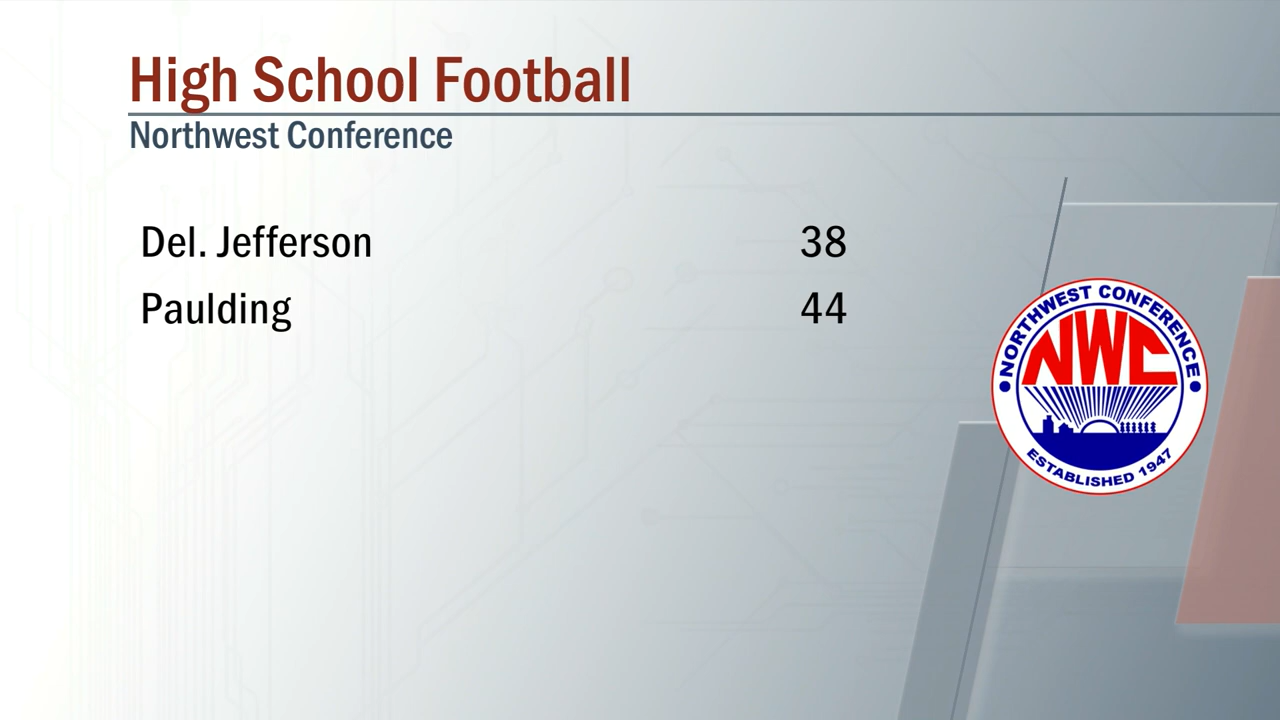 High School Football
Northwest Conference
Del. Jefferson 38
Paulding 44
NORTHWEST CONFERENCE
NWC
ESTABLISHED 1947